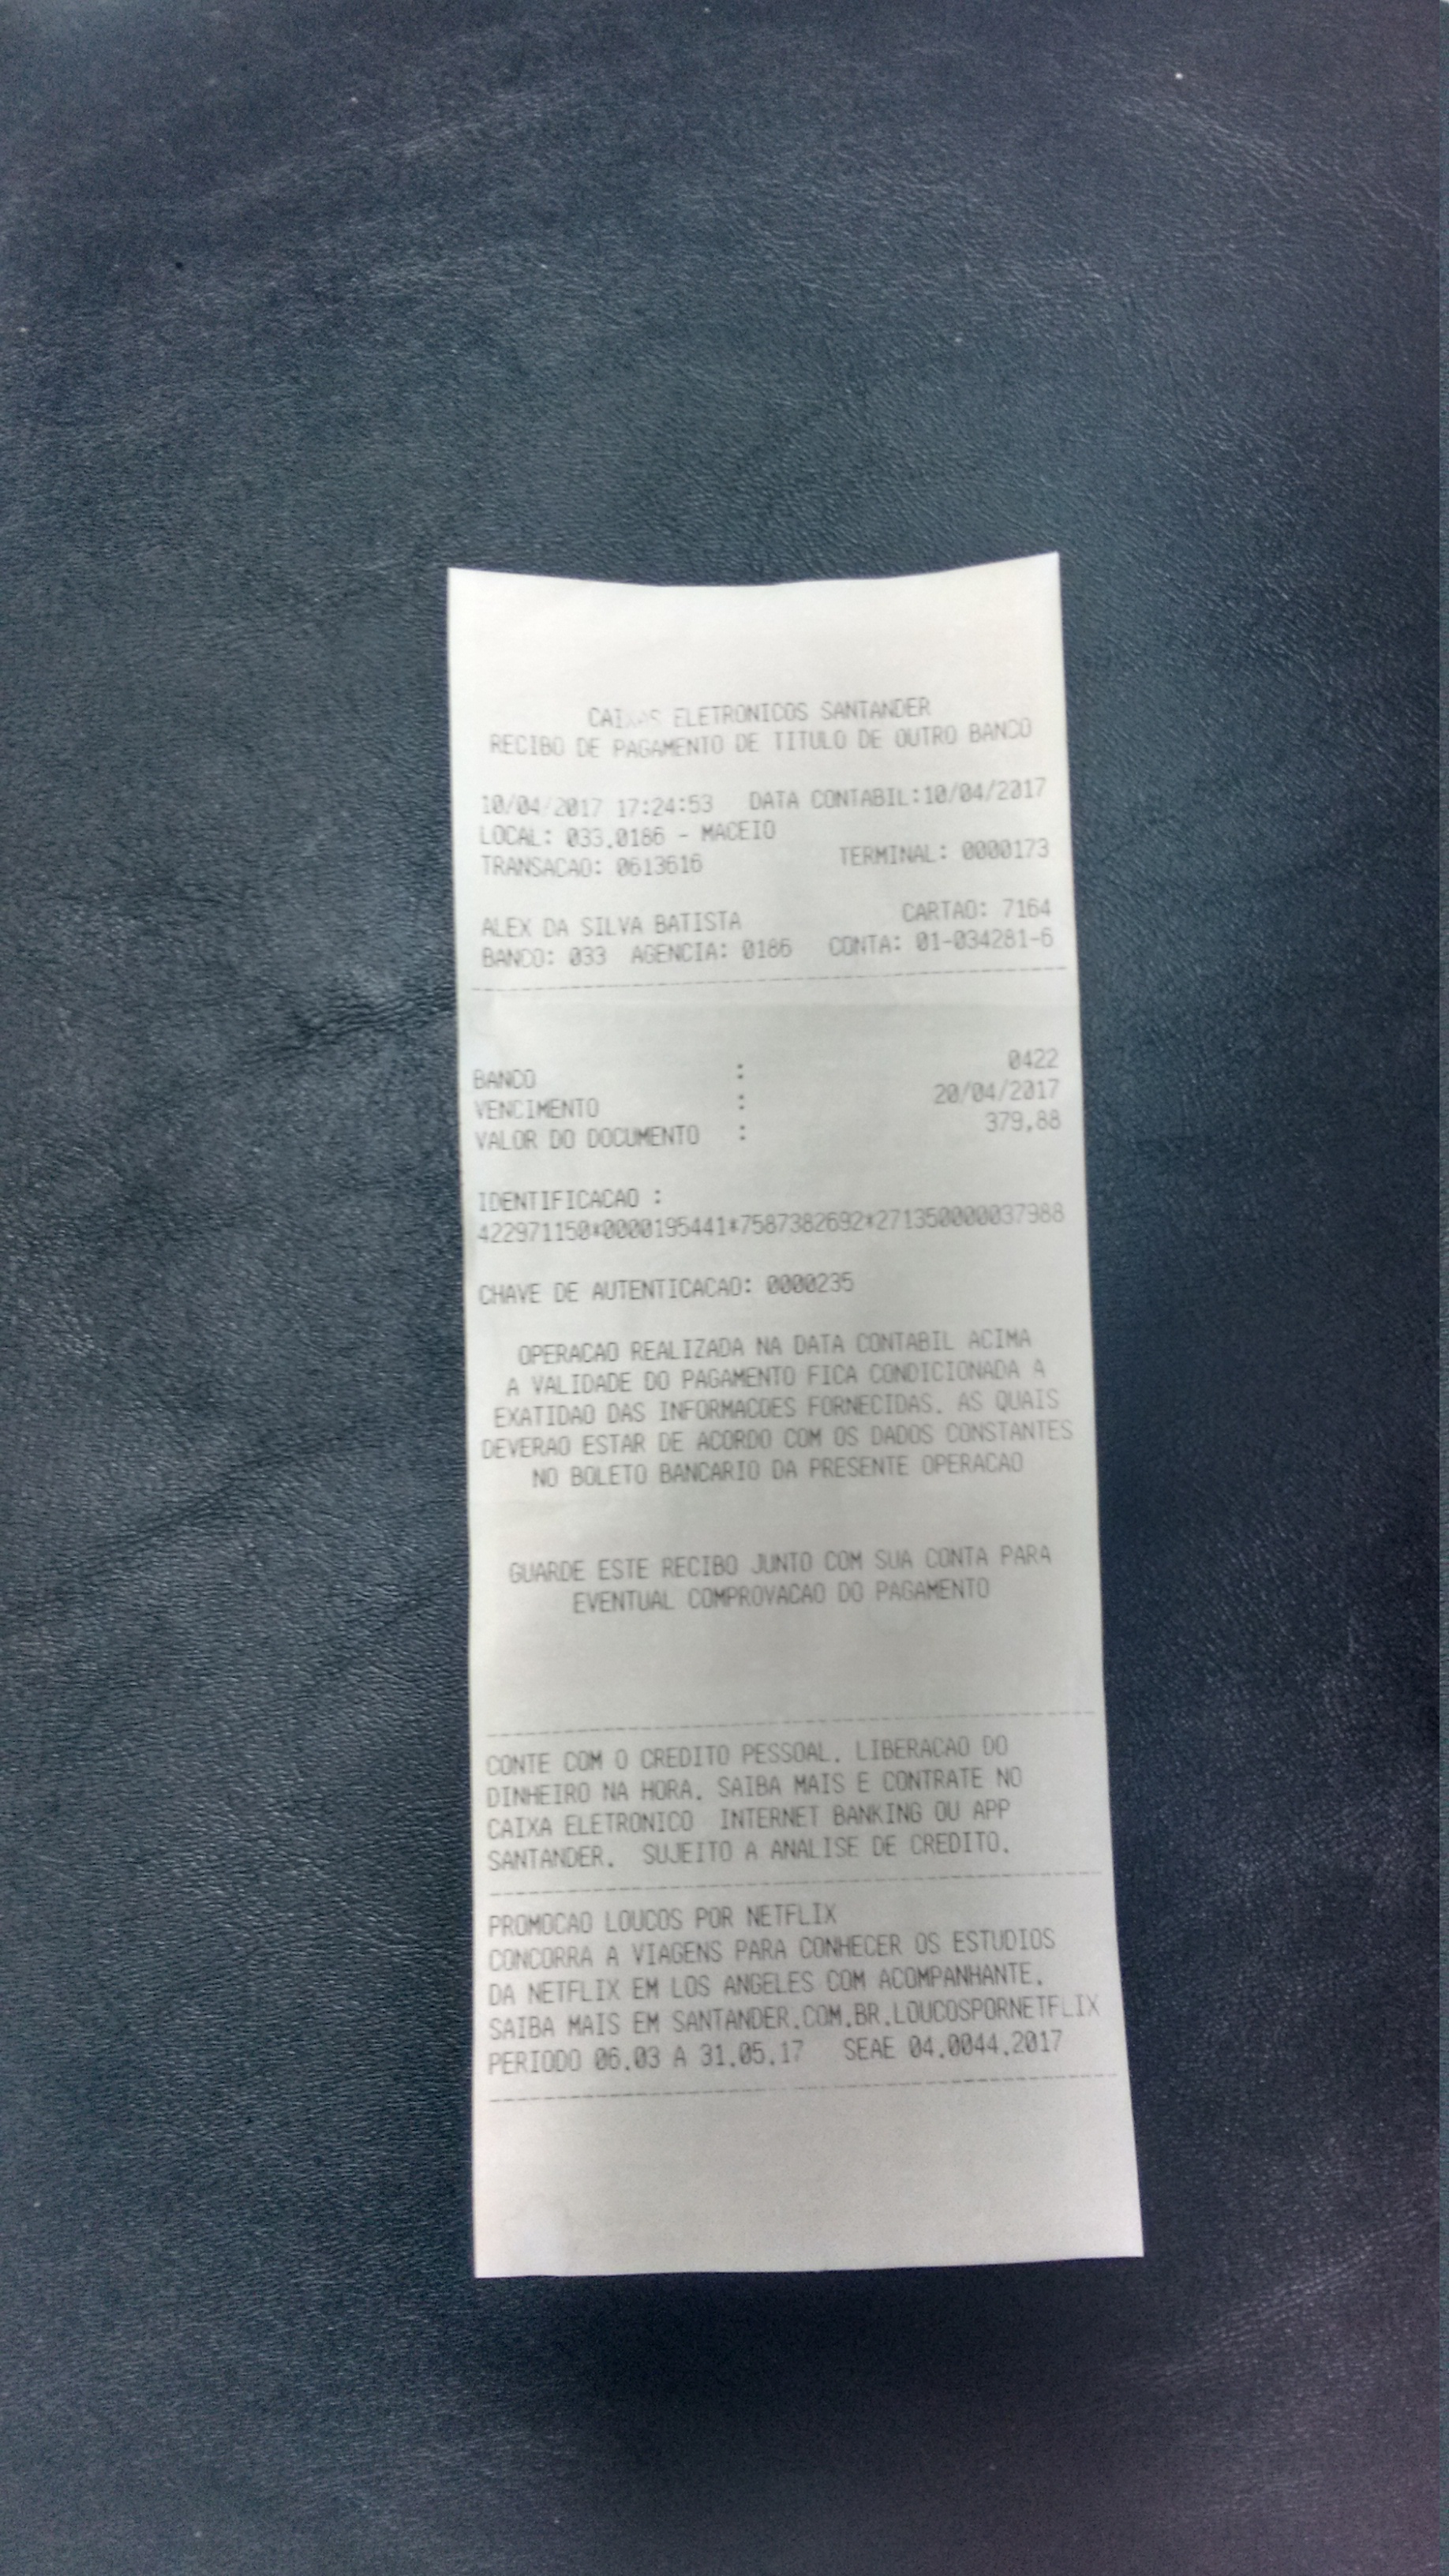 CAIXAS ELETRONICOS SANTANDER
RECIBO DE PAGAMENTO DE TITULO DE OUTRO BANCO
10/04/2017 17:24:53 DATA CONTABIL:10/04/2017
LOCAL: 033.0186 - MACEIO
TRANSACAO: 0613616 TERMINAL: 0000173
ALEX DA SILVA BATISTA CARTAO: 7164
BANCO: 033 AGENCIA: 0186 CONTA: 01-034281-6
BANCO : 0422
VENCIMENTO : 20/04/2017
VALOR DO DOCUMENTO : 379,88
IDENTIFICACAO :
422971150*0000195441*7587382692*271350000037988
CHAVE DE AUTENTICACAO: 0000235
OPERACAO REALIZADA NA DATA CONTABIL ACIMA
A VALIDADE DO PAGAMENTO FICA CONDICIONADA A
EXATIDAO DAS INFORMACOES FORNECIDAS. AS QUAIS
DEVERAO ESTAR DE ACORDO COM OS DADOS CONSTANTES
NO BOLETO BANCARIO DA PRESENTE OPERACAO
GUARDE ESTE RECIBO JUNTO COM SUA CONTA PARA
EVENTUAL COMPROVACAO DO PAGAMENTO
CONTE COM O CREDITO PESSOAL. LIBERACAO DO
DINHEIRO NA HORA. SAIBA MAIS E CONTRATE NO
CAIXA ELETRONICO INTERNET BANKING OU APP
SANTANDER. SUJEITO A ANALISE DE CREDITO.
PROMOCAO LOUCOS POR NETFLIX
CONCORRA A VIAGENS PARA CONHECER OS ESTUDIOS
DA NETFLIX EM LOS ANGELES COM ACOMPANHANTE.
SAIBA MAIS EM SANTANDER.COM.BR.LOUCOSPORNETFLIX
PERIODO 06.03 A 31.05.17 SEAE 04.0044.2017